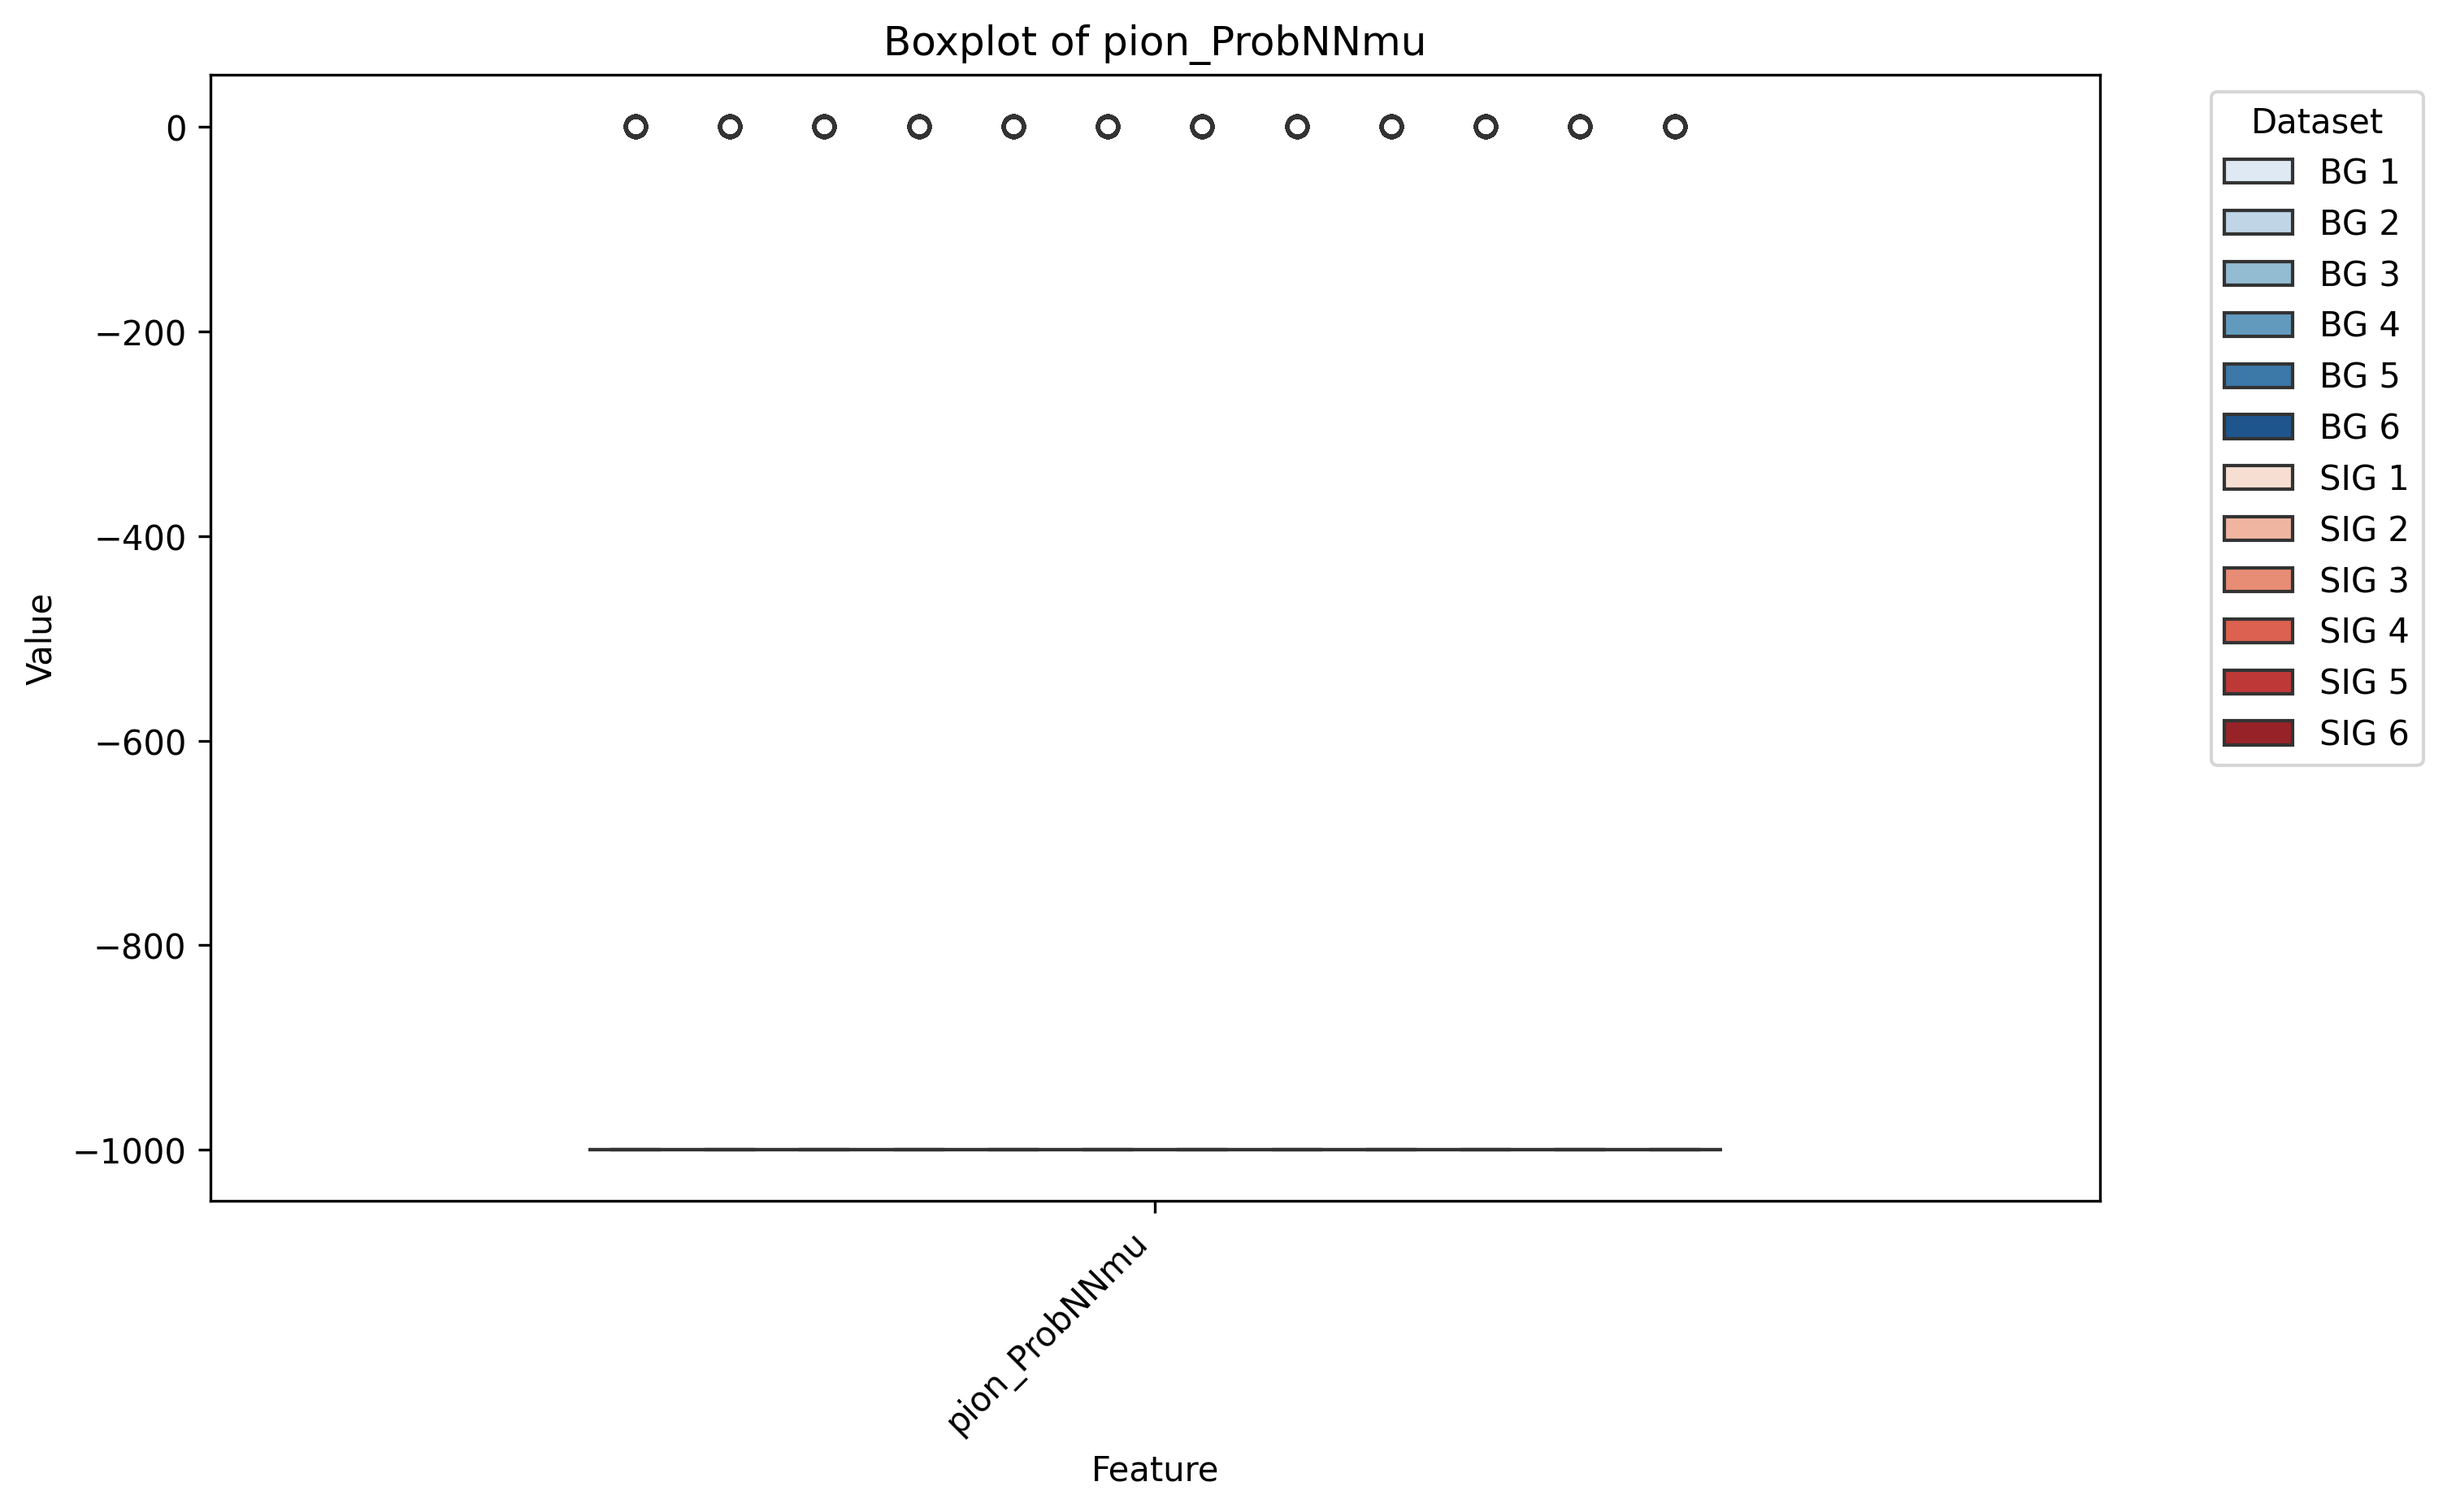 Boxplot of pion_ProbNNmu
0
−200
−400
−600
−800
−1000
Value
pion_ProbNNmu
Feature
Dataset
BG 1
BG 2
BG 3
BG 4
BG 5
BG 6
SIG 1
SIG 2
SIG 3
SIG 4
SIG 5
SIG 6